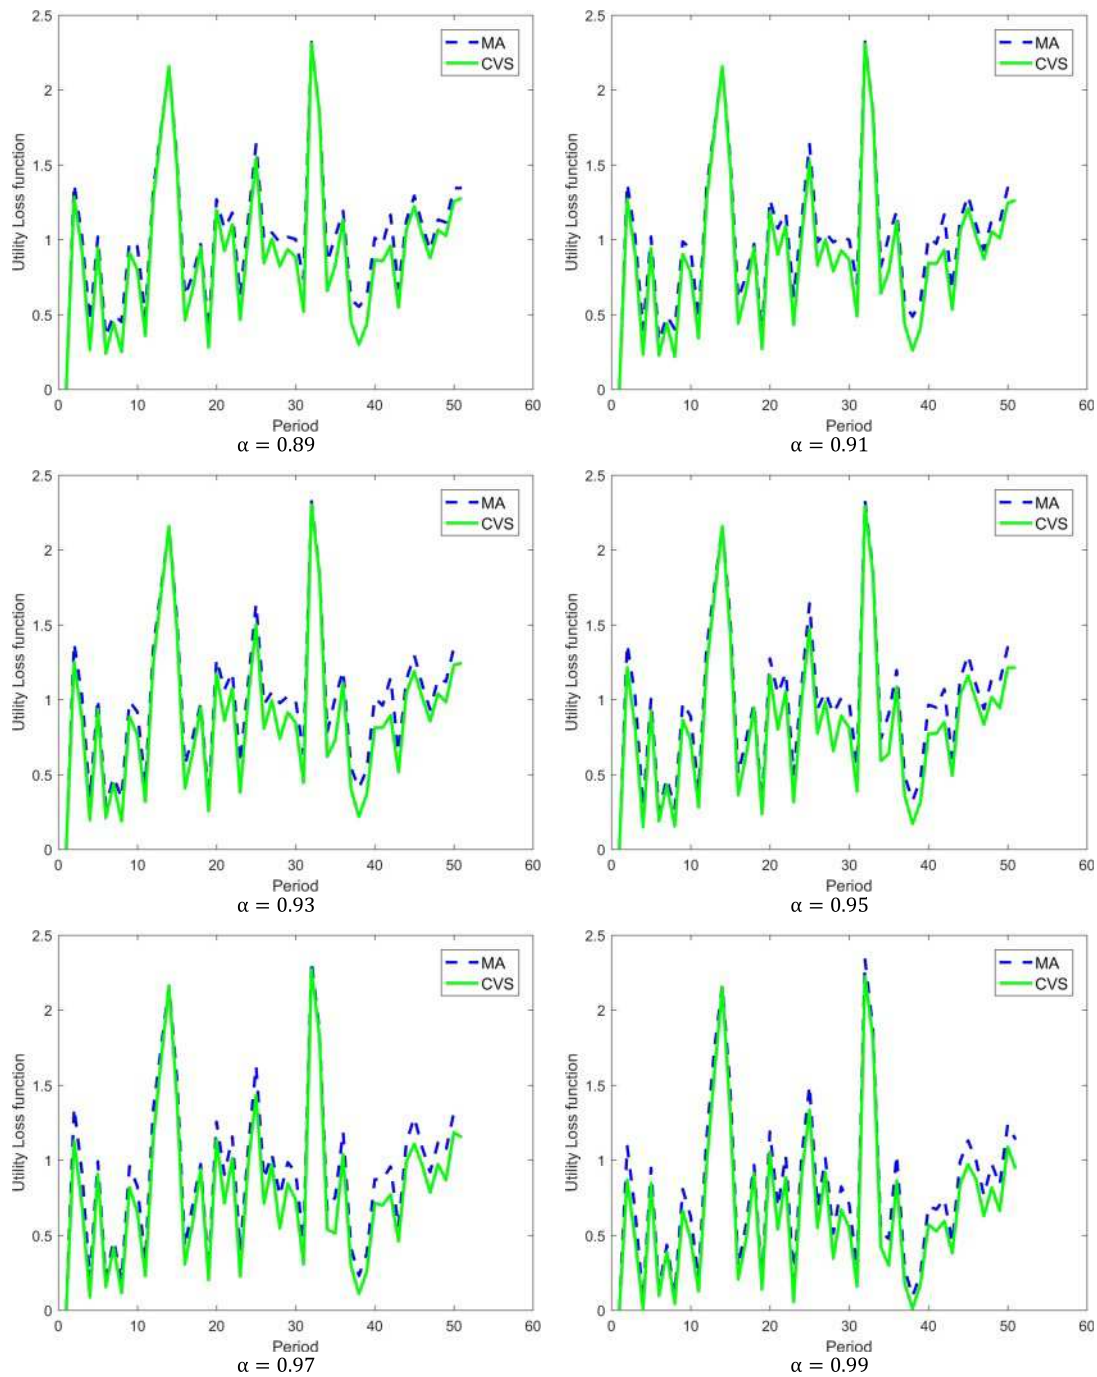 2.5
2
1.5
1
0.5
0
Utility Loss function
MA
CVS
0 10 20 30 40 50 60
Period
α = 0.89
2.5
2
1.5
1
0.5
0
Utility Loss function
MA
CVS
0 10 20 30 40 50 60
Period
α = 0.91
2.5
2
1.5
1
0.5
0
Utility Loss function
MA
CVS
0 10 20 30 40 50 60
Period
α = 0.93
2.5
2
1.5
1
0.5
0
Utility Loss function
MA
CVS
0 10 20 30 40 50 60
Period
α = 0.95
2.5
2
1.5
1
0.5
0
Utility Loss function
MA
CVS
0 10 20 30 40 50 60
Period
α = 0.97
2.5
2
1.5
1
0.5
0
Utility Loss function
MA
CVS
0 10 20 30 40 50 60
Period
α = 0.99